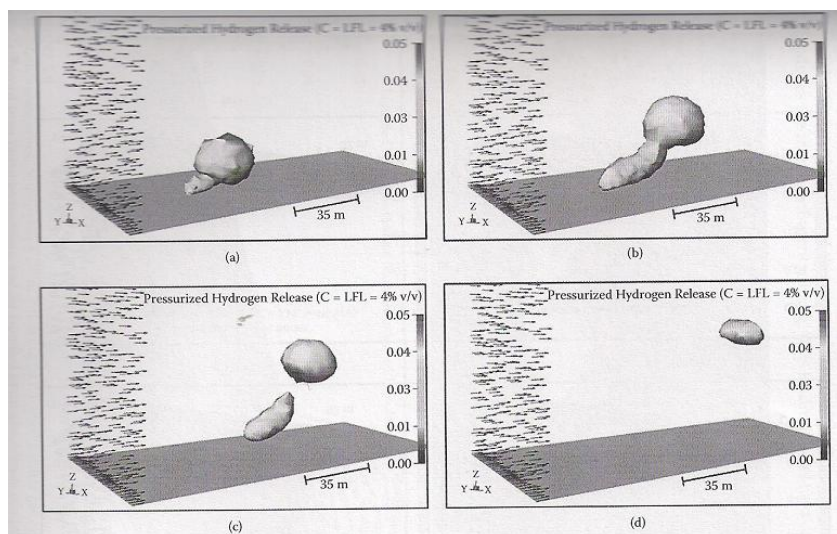 Pressurized Hydrogen Release (C = LFL = 4% v/v)
0.05
0.04
0.03
0.01
0.00
35 m
Z
Y X
(a)
Pressurized Hydrogen Release (C = LFL = 4% v/v)
0.05
0.04
0.03
0.01
0.00
35 m
Z
Y X
(b)
Pressurized Hydrogen Release (C = LFL = 4% v/v)
0.05
0.04
0.03
0.01
0.00
35 m
Z
Y X
(c)
Pressurized Hydrogen Release (C = LFL = 4% v/v)
0.05
0.04
0.03
0.01
0.00
35 m
Z
Y X
(d)